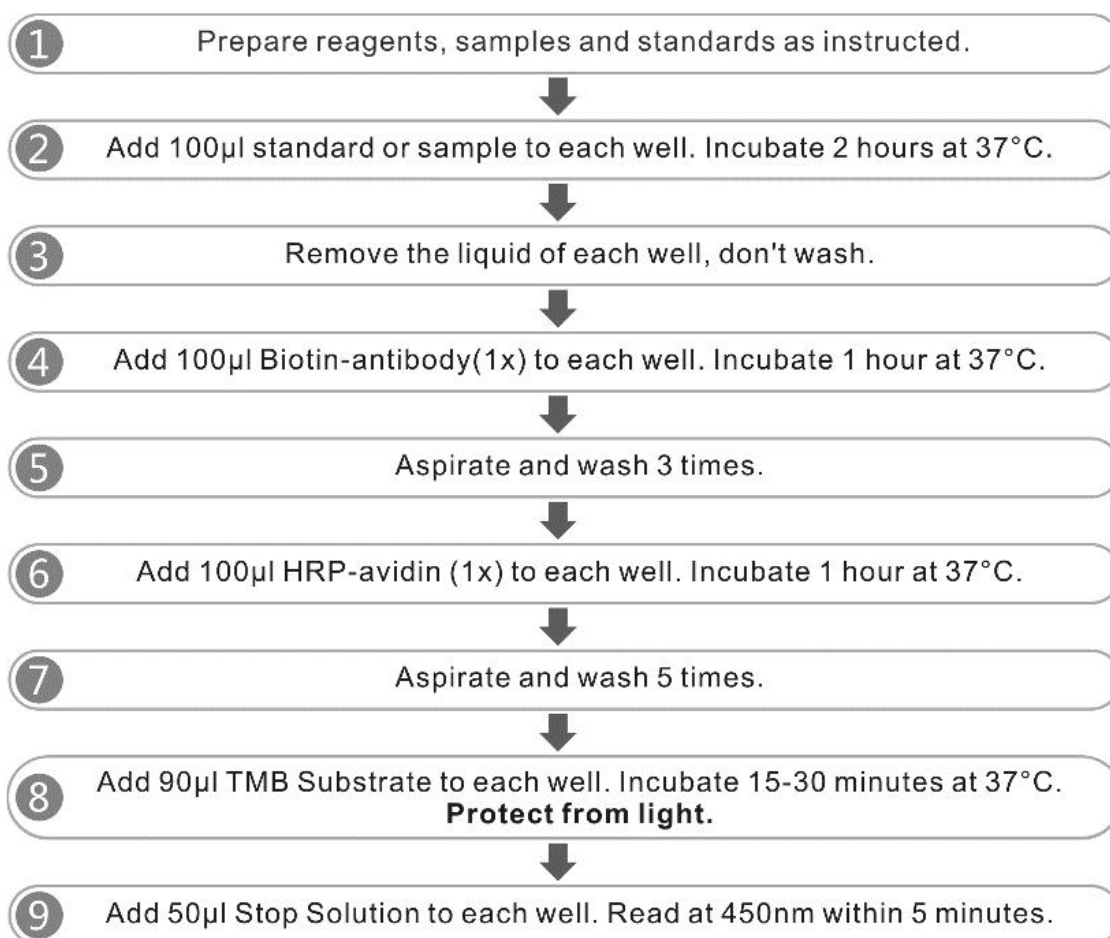 1 Prepare reagents, samples and standards as instructed.
2 Add 100µl standard or sample to each well. Incubate 2 hours at 37°C.
3 Remove the liquid of each well, don't wash.
4 Add 100µl Biotin-antibody(1x) to each well. Incubate 1 hour at 37°C.
5 Aspirate and wash 3 times.
6 Add 100µl HRP-avidin (1x) to each well. Incubate 1 hour at 37°C.
7 Aspirate and wash 5 times.
8 Add 90µl TMB Substrate to each well. Incubate 15-30 minutes at 37°C.
Protect from light.
9 Add 50µl Stop Solution to each well. Read at 450nm within 5 minutes.